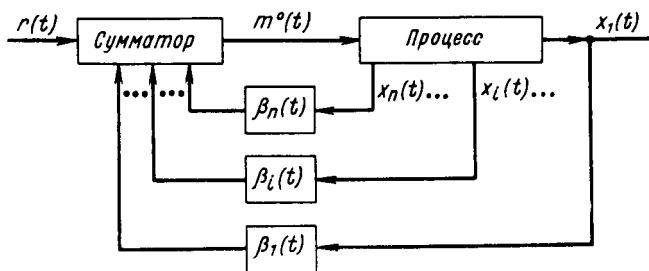 r(t) Сумматор m°(t) Процесс x₁(t)
βₙ(t) xₙ(t)... xᵢ(t)...
βᵢ(t)
β₁(t)